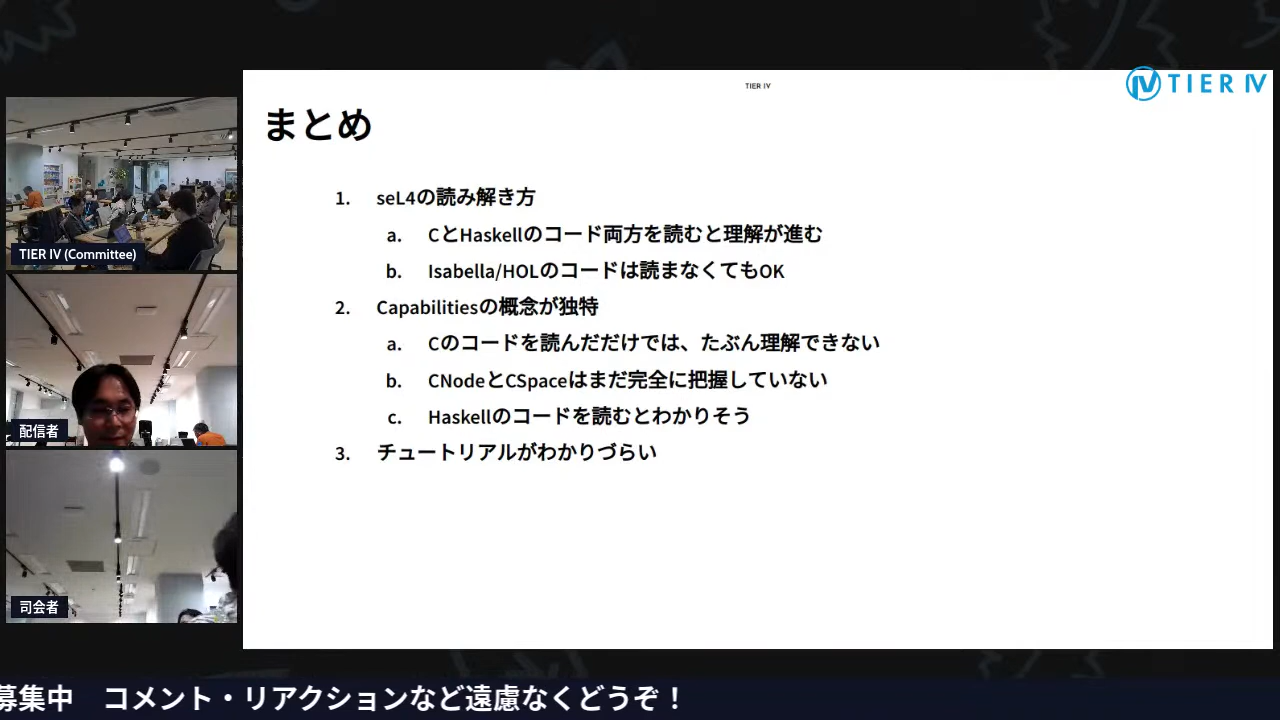 TIER IV
TIER IV
まとめ
1. seL4の読み解き方
a. CとHaskellのコード両方を読むと理解が進む
b. Isabella/HOLのコードは読まなくてもOK
2. Capabilitiesの概念が独特
a. Cのコードを読んだだけでは、たぶん理解できない
b. CNodeとCSpaceはまだ完全に把握していない
c. Haskellのコードを読むとわかりそう
3. チュートリアルがわかりづらい
TIER IV (Committee)
配信者
司会者
募集中 コメント・リアクションなど遠慮なくどうぞ！